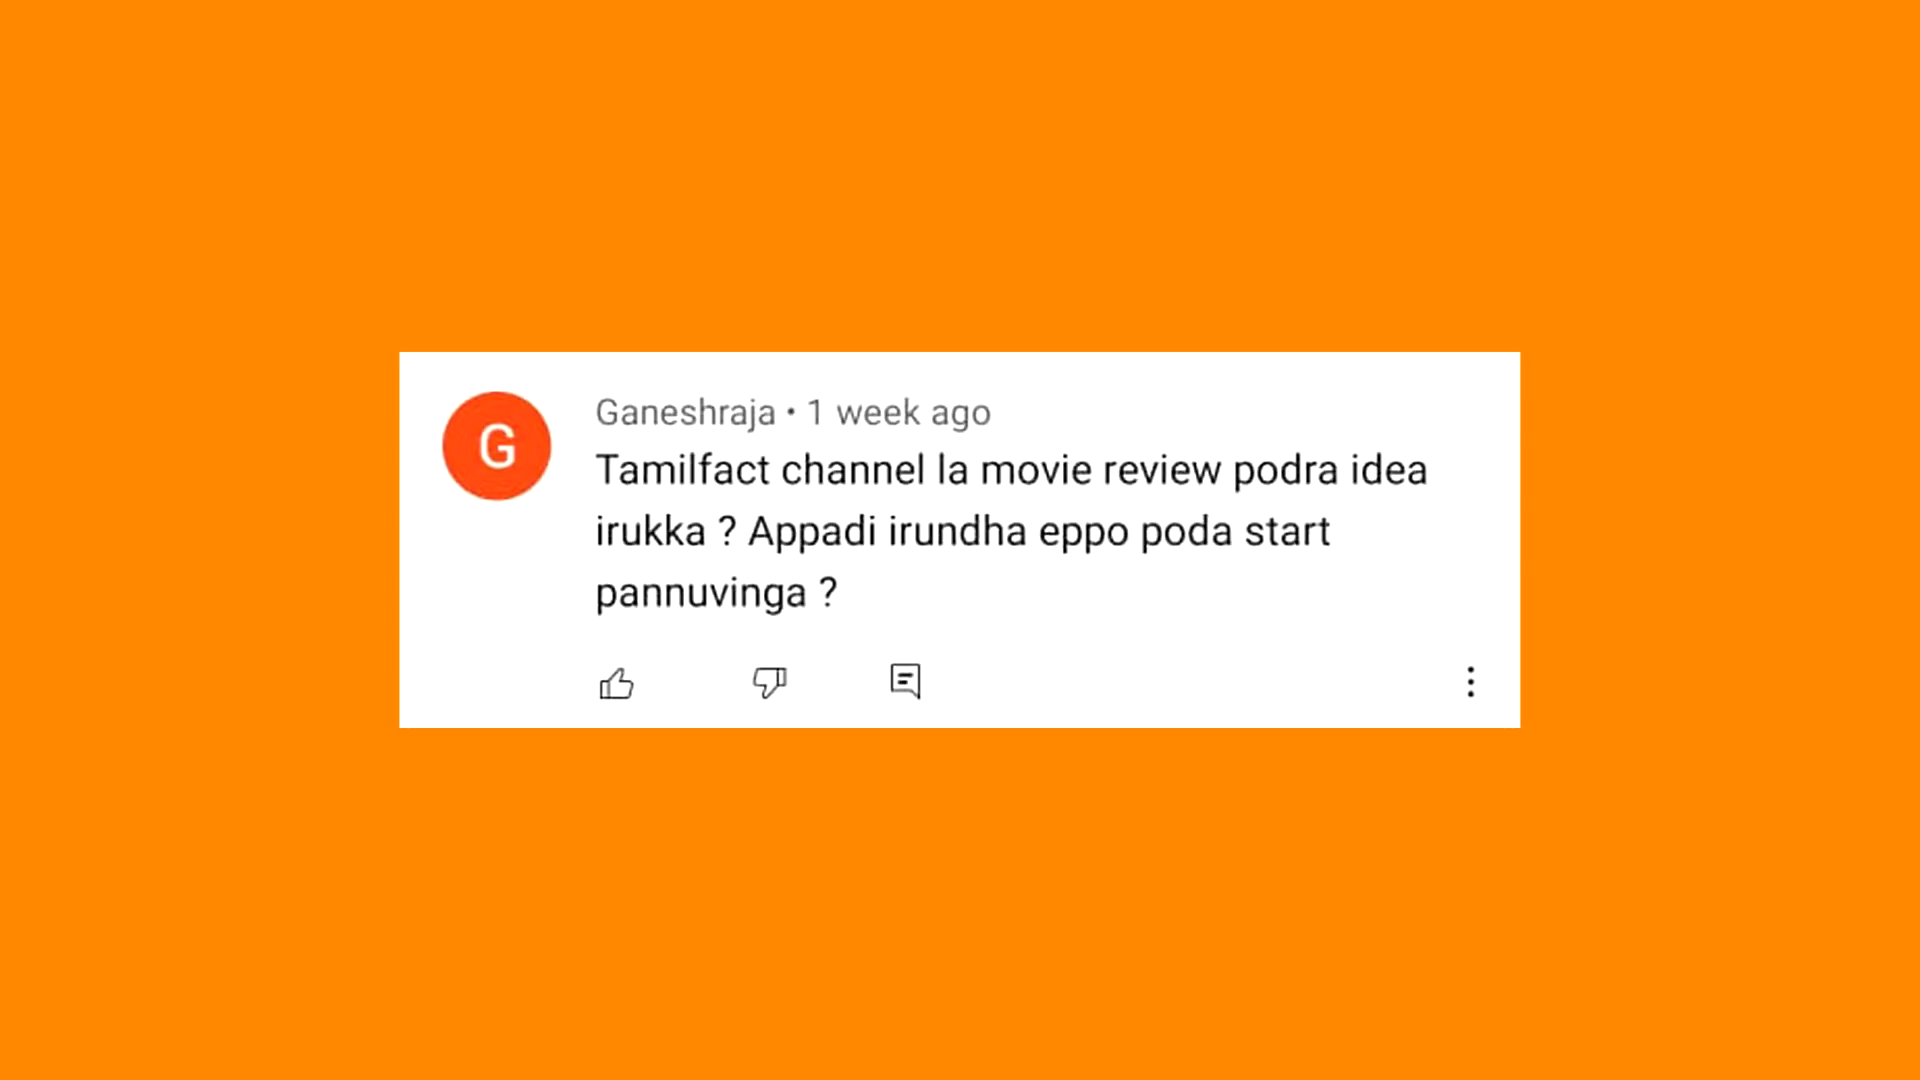 G
Ganeshraja • 1 week ago
Tamilfact channel la movie review podra idea
irukka ? Appadi irundha eppo poda start
pannuvinga ?